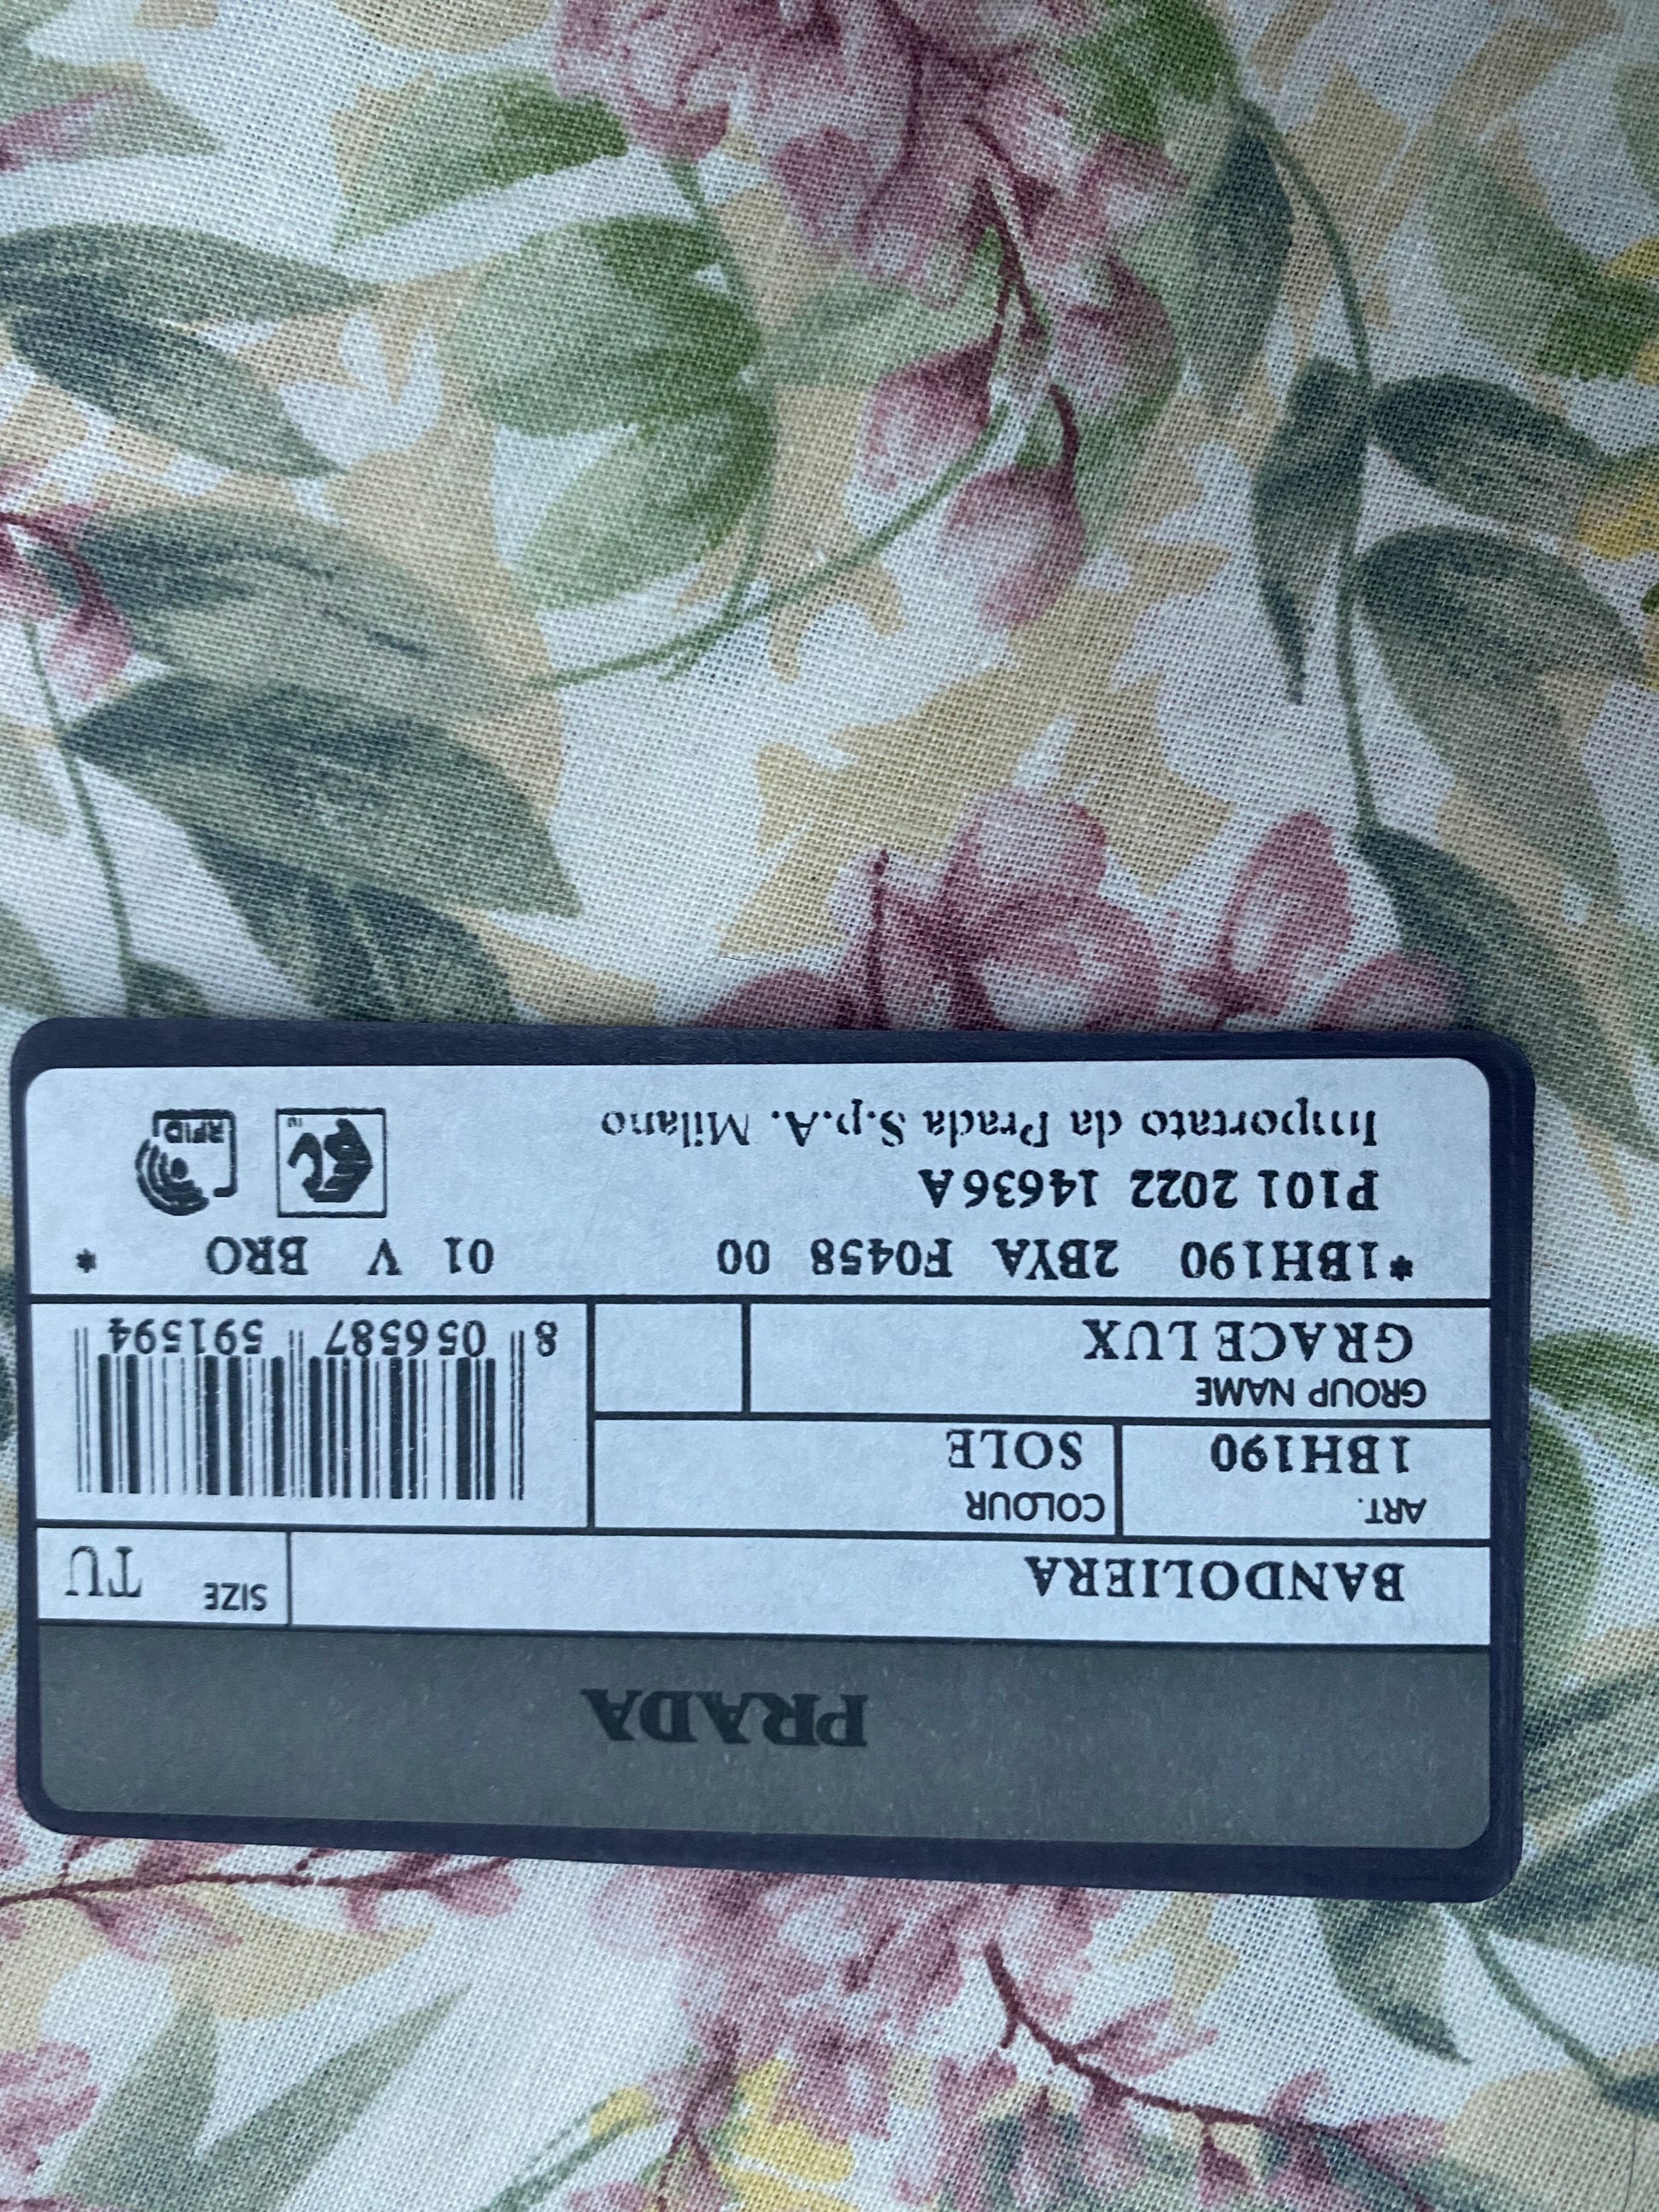 PRADA
BANDOLIERA SIZE TU
ART. COLOUR
1BH190 SOLE
GROUP NAME
GRACE LUX
8 056587 591594
*1BH190 2BYA F0458 00 01 V BRO *
P101 2022 14636A
Importato da Prada S.p.A. Milano
RFID